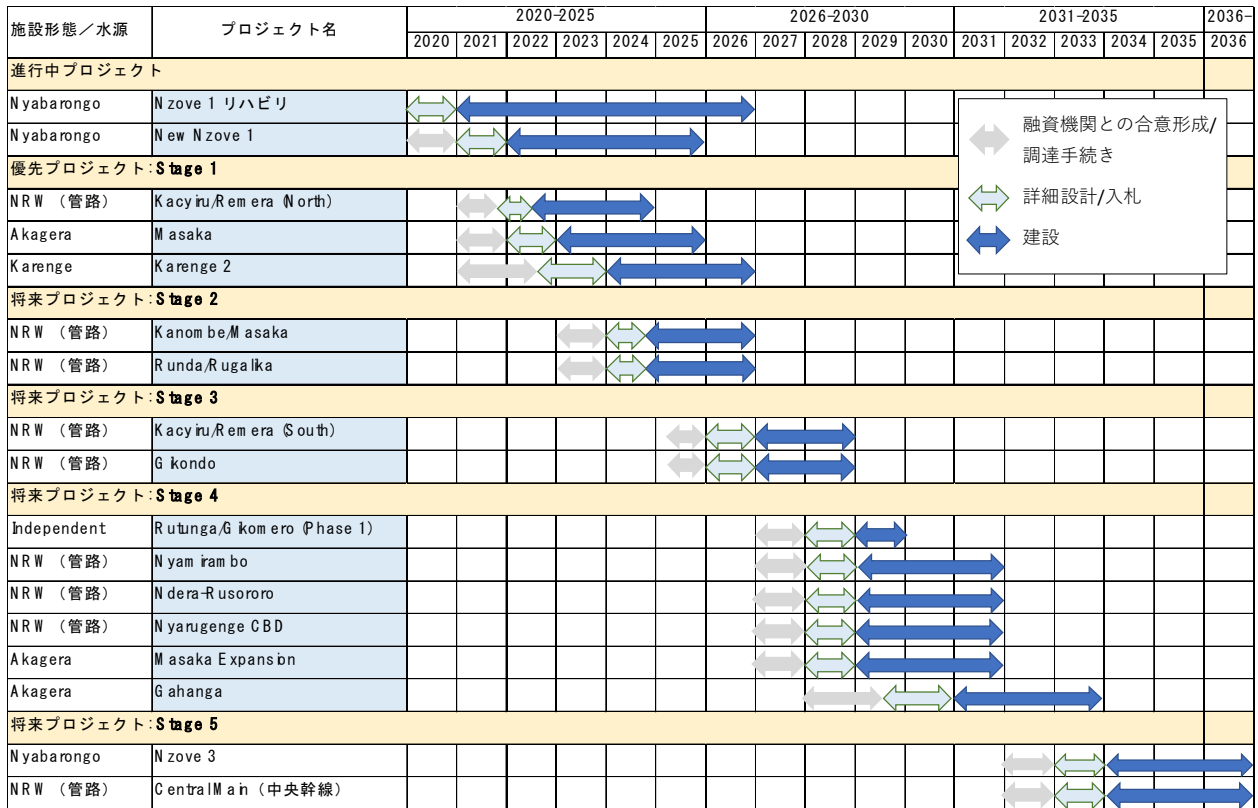 施設形態／水源 プロジェクト名 2020-2025 2026-2030 2031-2035 2036-
2020 2021 2022 2023 2024 2025 2026 2027 2028 2029 2030 2031 2032 2033 2034 2035 2036
進行中プロジェクト
Nyabarongo Nzove 1 リハビリ
Nyabarongo New Nzove 1
融資機関との合意形成/
調達手続き
詳細設計/入札
建設
優先プロジェクト:Stage 1
NRW （管路） Kacyiru/Remera (North)
Akagera Masaka
Karenge Karenge 2
将来プロジェクト:Stage 2
NRW （管路） Kanombe/Masaka
NRW （管路） Runda/Rugalika
将来プロジェクト:Stage 3
NRW （管路） Kacyiru/Remera (South)
NRW （管路） Gikondo
将来プロジェクト:Stage 4
Independent Rutunga/Gikomero (Phase 1)
NRW （管路） Nyamirambo
NRW （管路） Ndera-Rusororo
NRW （管路） Nyarugenge CBD
Akagera Masaka Expansion
Akagera Gahanga
将来プロジェクト:Stage 5
Nyabarongo Nzove 3
NRW （管路） Central Main（中央幹線）